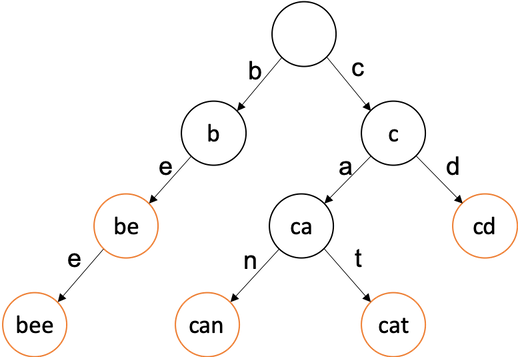 b c
b c
e a d
be ca cd
e n t
bee can cat